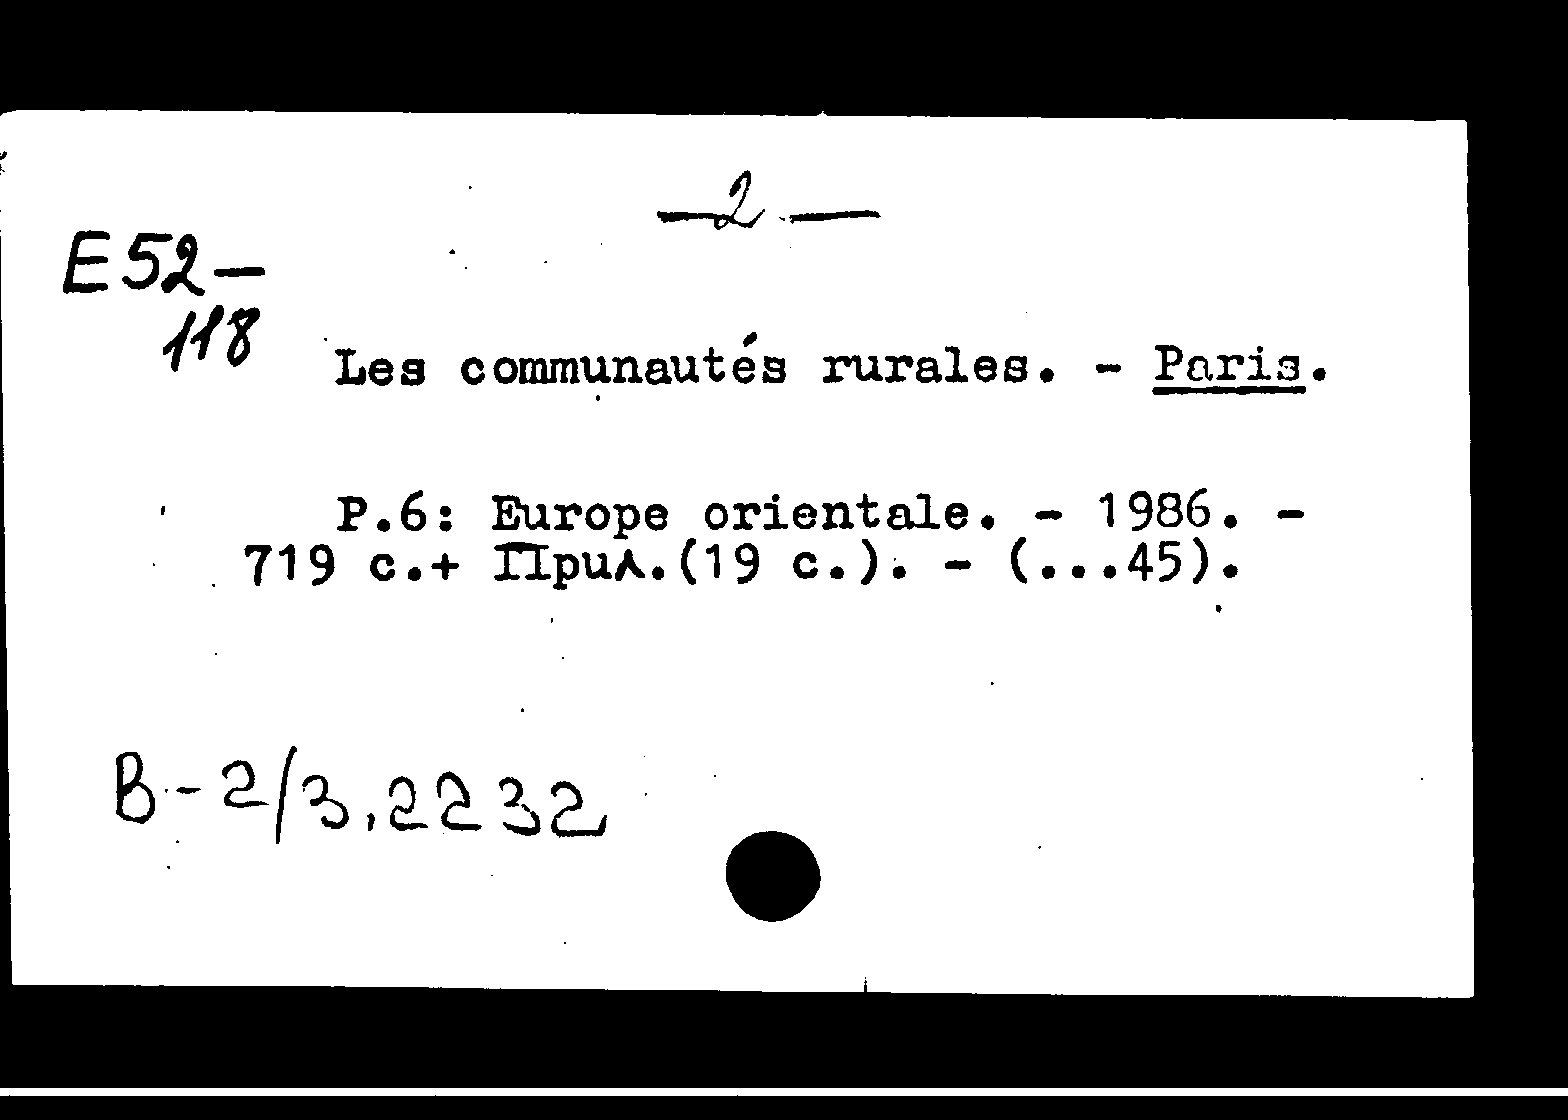 —2—
E52—
118
Les communautés rurales. - Paris.
P.6: Europe orientale. - 1986. -
719 с.+ Прил.(19 с.). - (...45).
B-2/3,2232